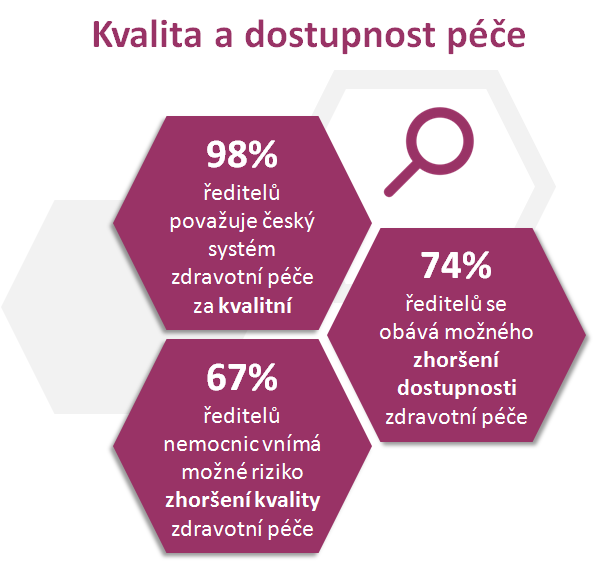 Kvalita a dostupnost péče
98%
ředitelů
považuje český
systém
zdravotní péče
za kvalitní
74%
ředitelů se
obává možného
zhoršení
dostupnosti
zdravotní péče
67%
ředitelů
nemocnic vnímá
možné riziko
zhoršení kvality
zdravotní péče